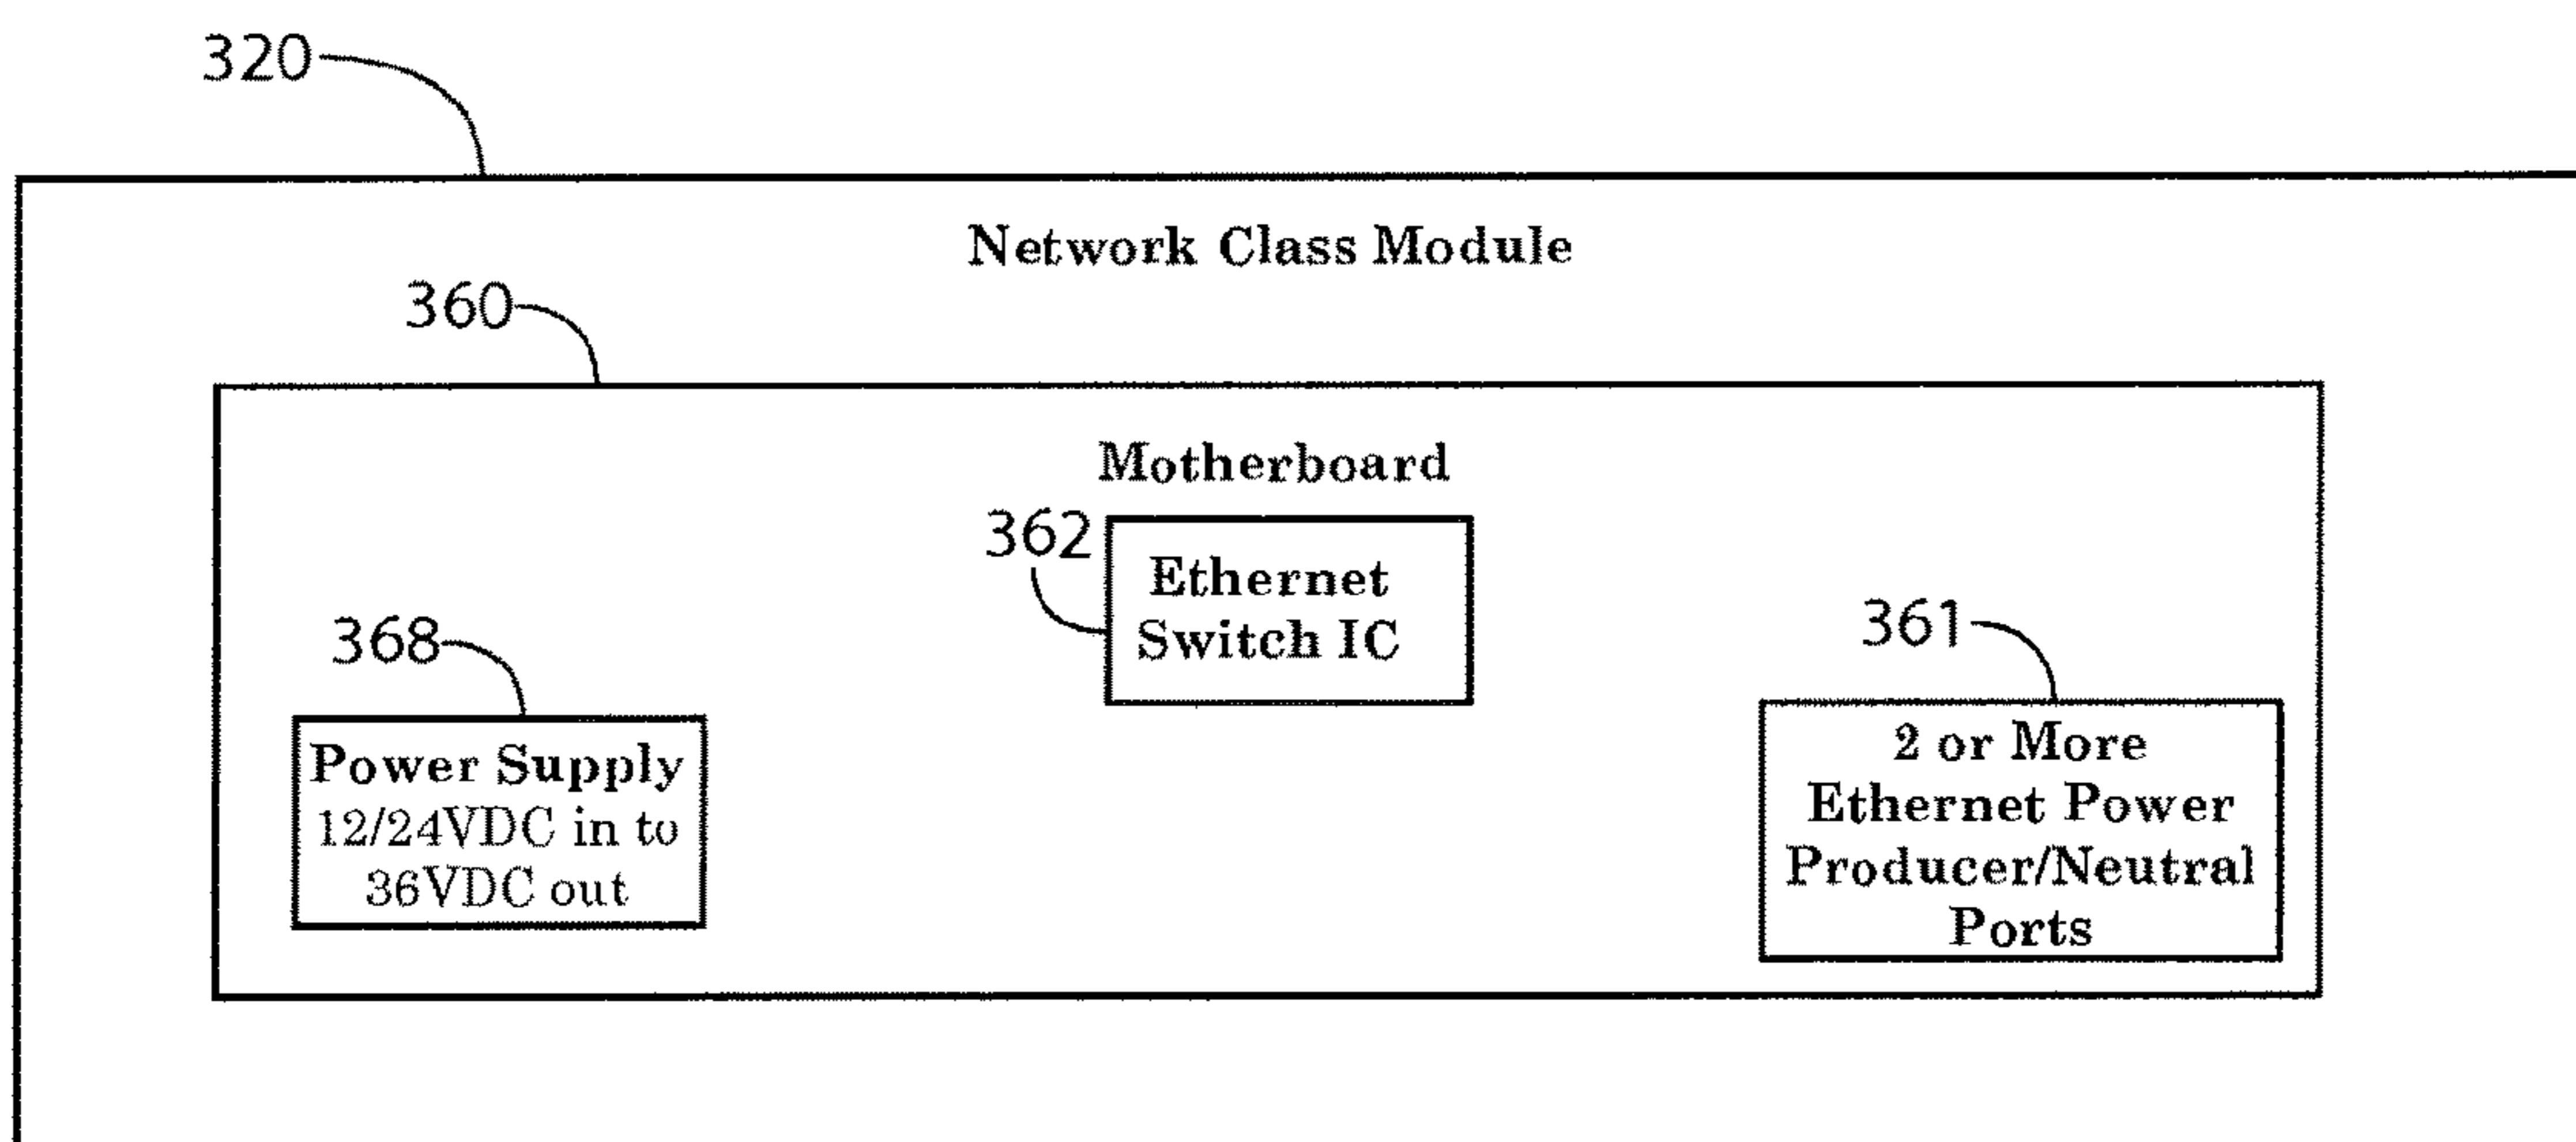 320
Network Class Module
360
Motherboard
362
Ethernet
Switch IC
368
361
Power Supply
12/24VDC in to
36VDC out
2 or More
Ethernet Power
Producer/Neutral
Ports